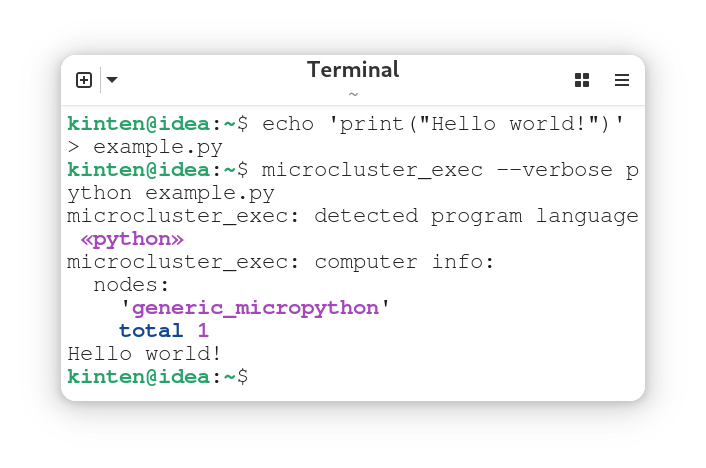 Terminal
~
kinten@idea:~$ echo 'print("Hello world!")'
> example.py
kinten@idea:~$ microcluster_exec --verbose p
ython example.py
microcluster_exec: detected program language
«python»
microcluster_exec: computer info:
  nodes:
    'generic_micropython'
    total 1
Hello world!
kinten@idea:~$